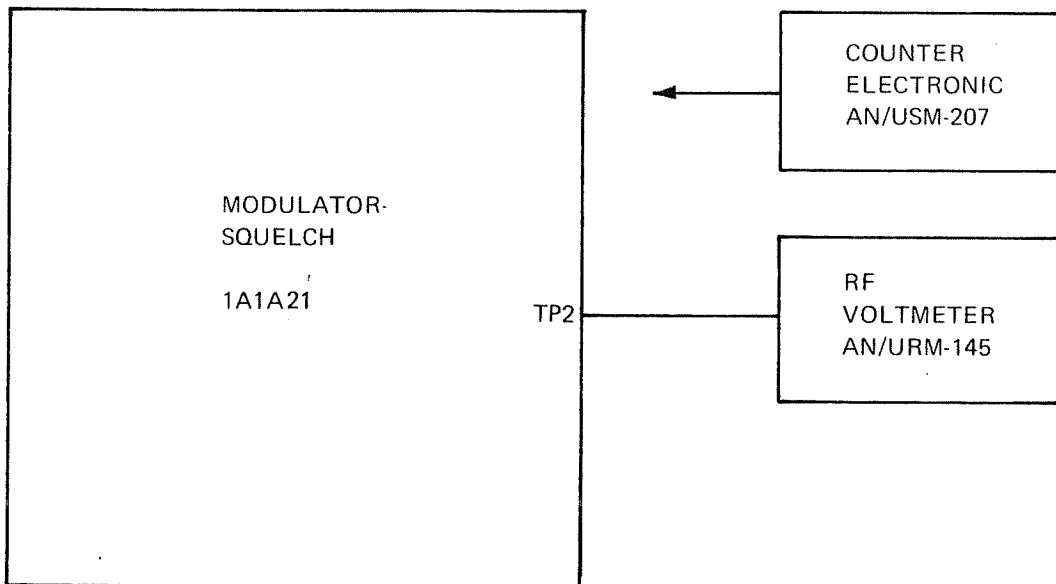 MODULATOR-
SQUELCH
1A1A21
TP2
COUNTER
ELECTRONIC
AN/USM-207
RF
VOLTMETER
AN/URM-145